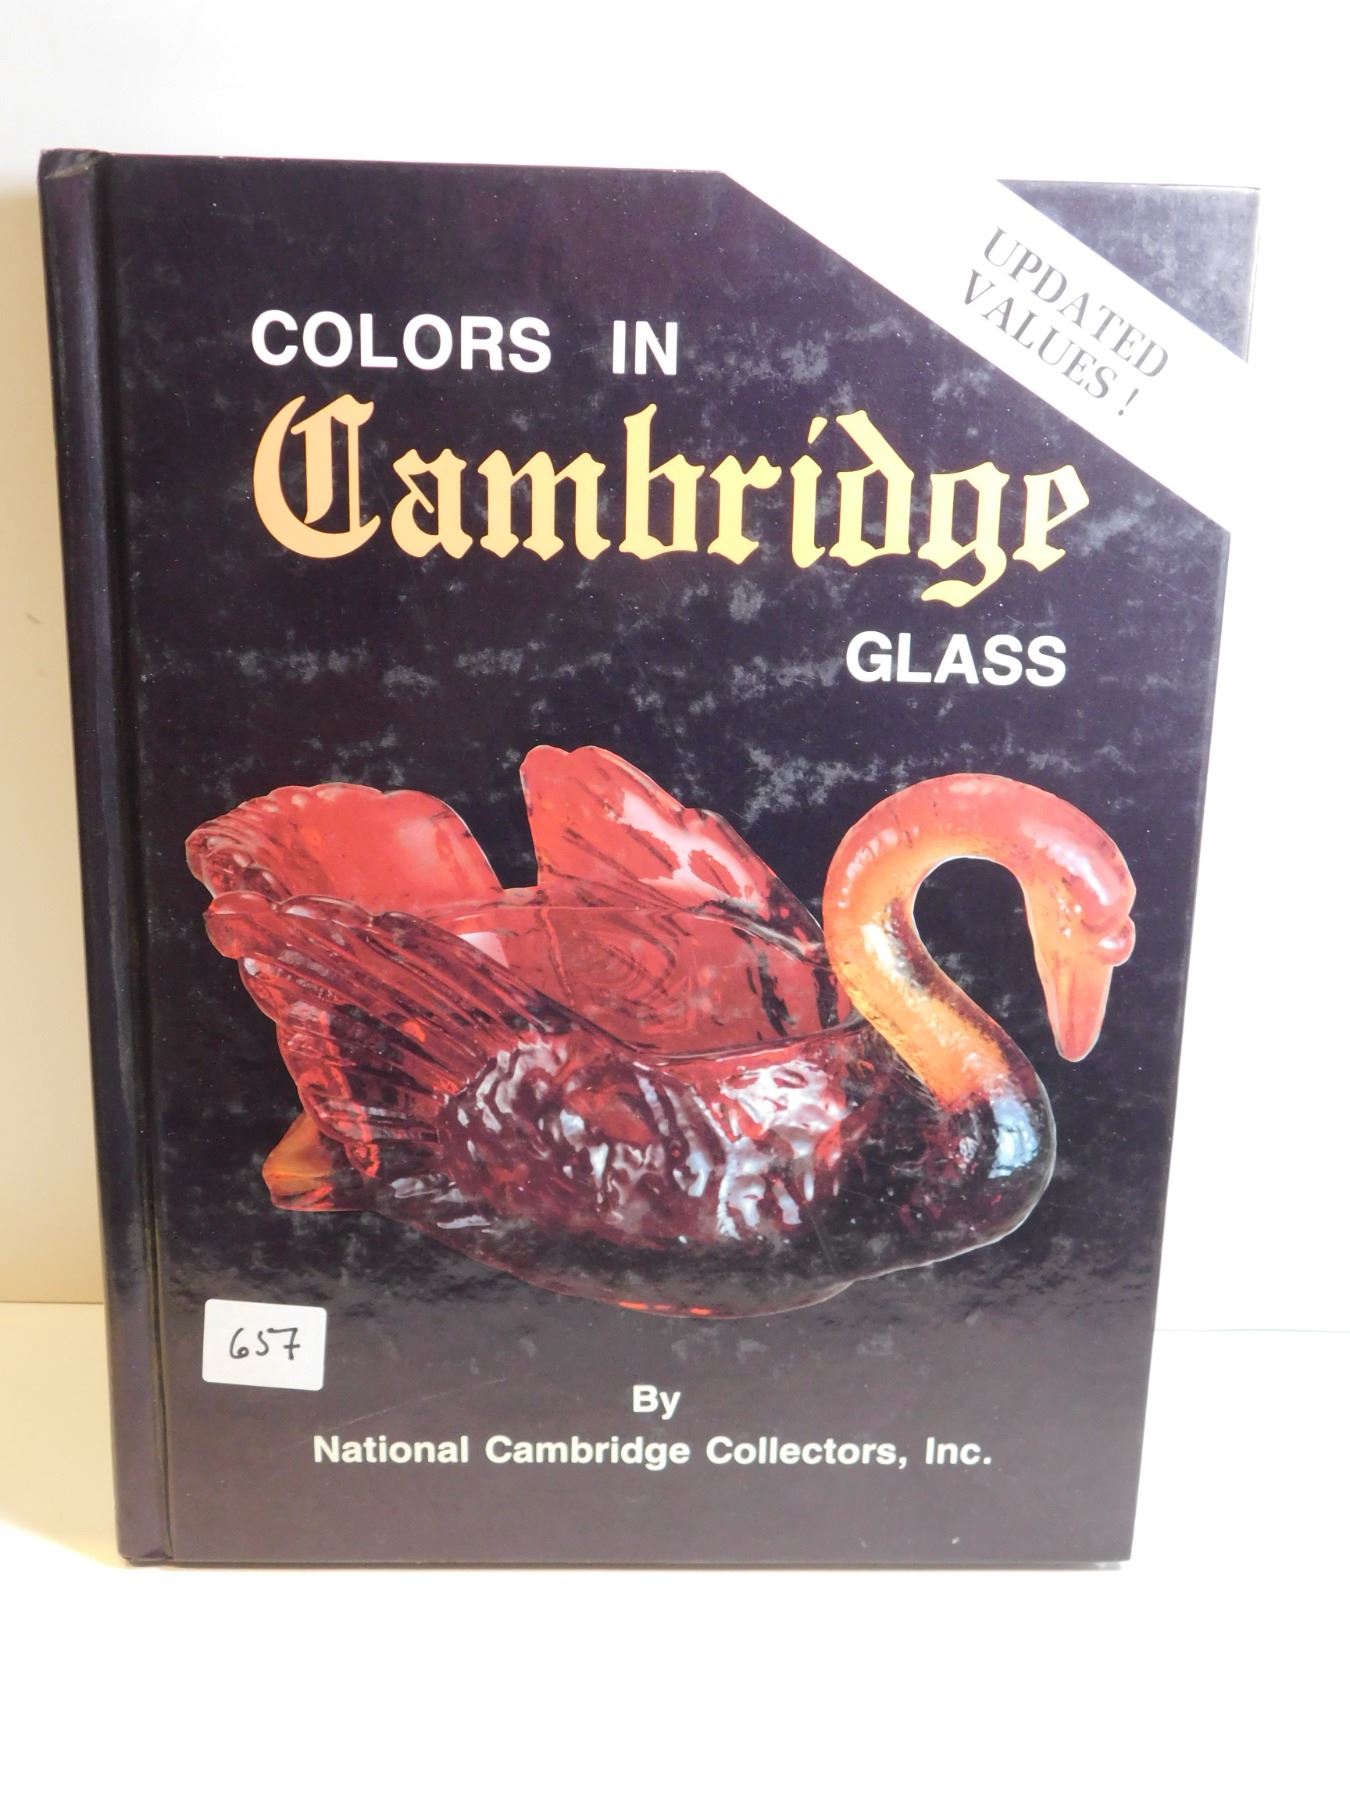 UPDATED
VALUES !
COLORS IN
Cambridge
GLASS
657
By
National Cambridge Collectors, Inc.